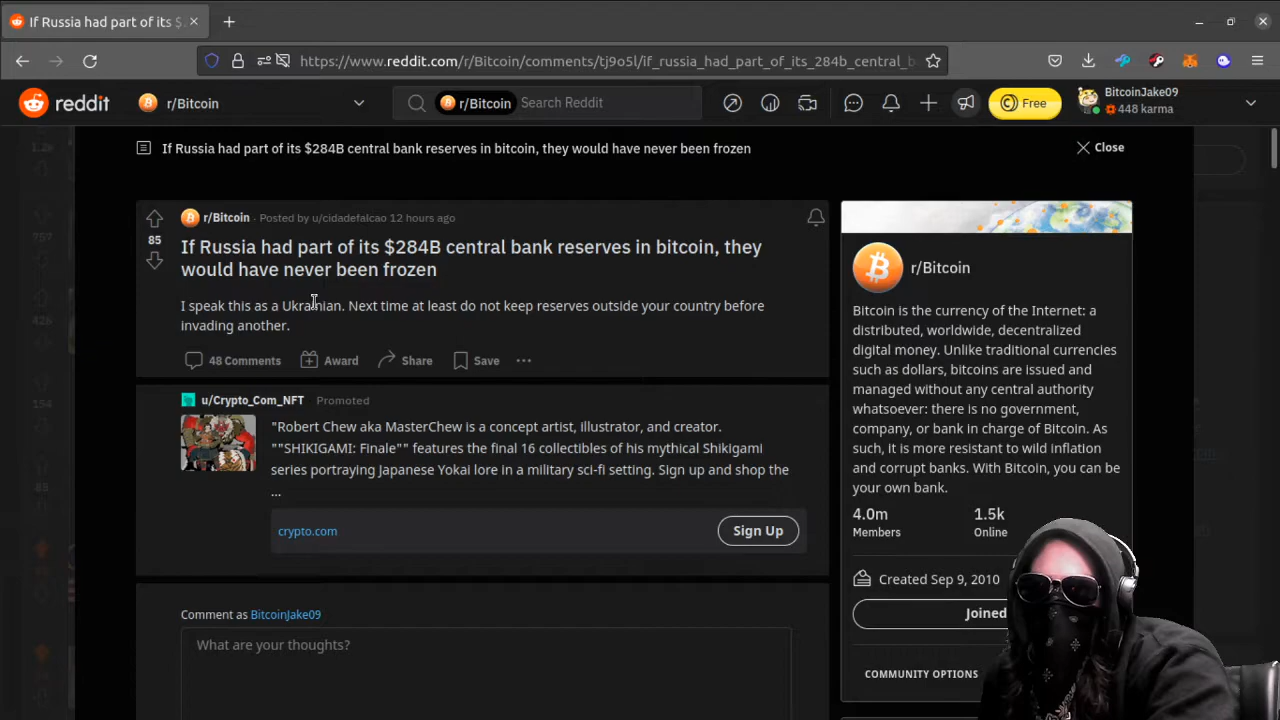 If Russia had part of its $
https://www.reddit.com/r/Bitcoin/comments/tj9o5l/if_russia_had_part_of_its_284b_central_b
reddit
r/Bitcoin
r/Bitcoin Search Reddit
Free
BitcoinJake09
448 karma
If Russia had part of its $284B central bank reserves in bitcoin, they would have never been frozen
Close
r/Bitcoin · Posted by u/cidadefalcao 12 hours ago
85
If Russia had part of its $284B central bank reserves in bitcoin, they
would have never been frozen
I speak this as a Ukranian. Next time at least do not keep reserves outside your country before
invading another.
48 Comments
Award
Share
Save
u/Crypto_Com_NFT Promoted
"Robert Chew aka MasterChew is a concept artist, illustrator, and creator.
""SHIKIGAMI: Finale"" features the final 16 collectibles of his mythical Shikigami
series portraying Japanese Yokai lore in a military sci-fi setting. Sign up and shop the
...
crypto.com
Sign Up
Comment as BitcoinJake09
What are your thoughts?
r/Bitcoin
Bitcoin is the currency of the Internet: a
distributed, worldwide, decentralized
digital money. Unlike traditional currencies
such as dollars, bitcoins are issued and
managed without any central authority
whatsoever: there is no government,
company, or bank in charge of Bitcoin. As
such, it is more resistant to wild inflation
and corrupt banks. With Bitcoin, you can be
your own bank.
4.0m
Members
1.5k
Online
Created Sep 9, 2010
Joined
COMMUNITY OPTIONS